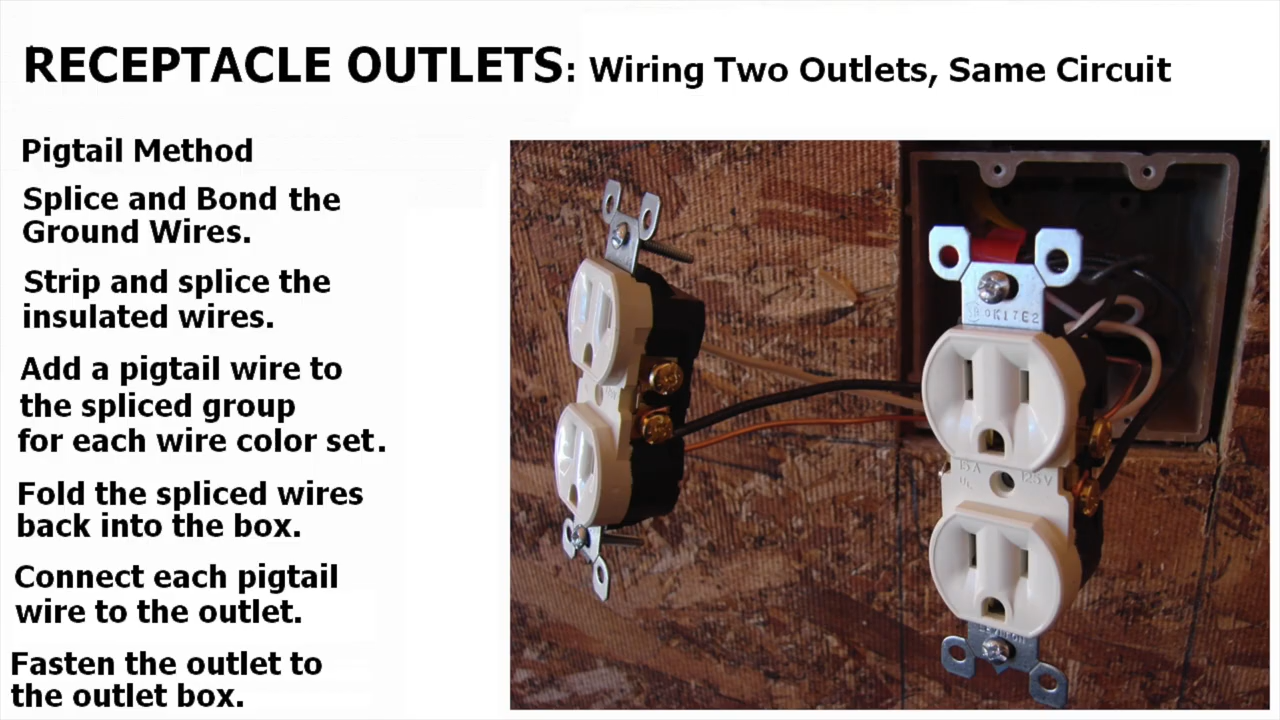 RECEPTACLE OUTLETS: Wiring Two Outlets, Same Circuit
Pigtail Method
Splice and Bond the
Ground Wires.
Strip and splice the
insulated wires.
Add a pigtail wire to
the spliced group
for each wire color set.
Fold the spliced wires
back into the box.
Connect each pigtail
wire to the outlet.
Fasten the outlet to
the outlet box.
0K17E2
15A 125V
UL
LEVITON